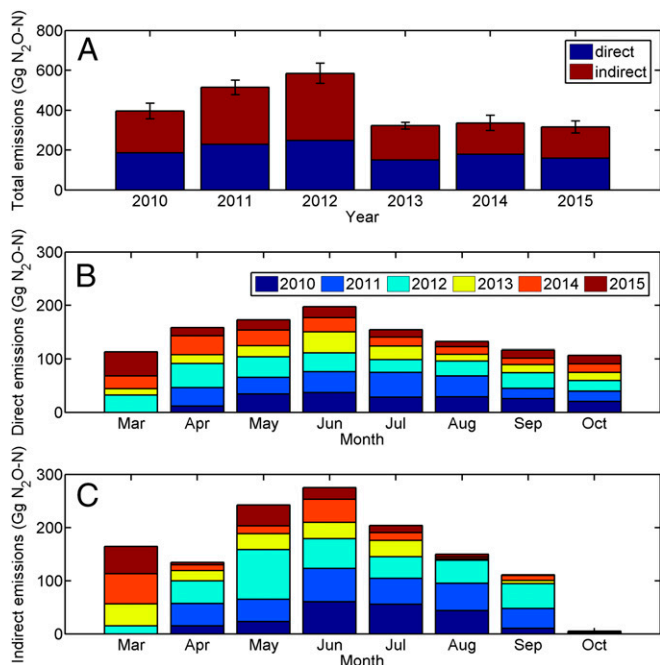 A
Total emissions (Gg N₂O-N)
800
600
400
200
0
direct
indirect
2010 2011 2012 2013 2014 2015
Year
B
Direct emissions (Gg N₂O-N)
300
200
100
0
2010 2011 2012 2013 2014 2015
Mar Apr May Jun Jul Aug Sep Oct
Month
C
Indirect emissions (Gg N₂O-N)
300
200
100
0
Mar Apr May Jun Jul Aug Sep Oct
Month